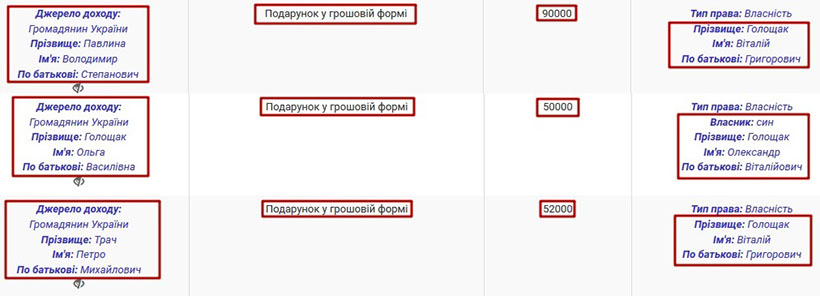 Джерело доходу:
Громадянин України
Прізвище: Павлина
Ім'я: Володимир
По батькові: Степанович
Подарунок у грошовій формі
90000
Тип права: Власність
Прізвище: Голощак
Ім'я: Віталій
По батькові: Григорович
Джерело доходу:
Громадянин України
Прізвище: Голощак
Ім'я: Ольга
По батькові: Василівна
Подарунок у грошовій формі
50000
Тип права: Власність
Власник: син
Прізвище: Голощак
Ім'я: Олександр
По батькові: Віталійович
Джерело доходу:
Громадянин України
Прізвище: Трач
Ім'я: Петро
По батькові: Михайлович
Подарунок у грошовій формі
52000
Тип права: Власність
Прізвище: Голощак
Ім'я: Віталій
По батькові: Григорович